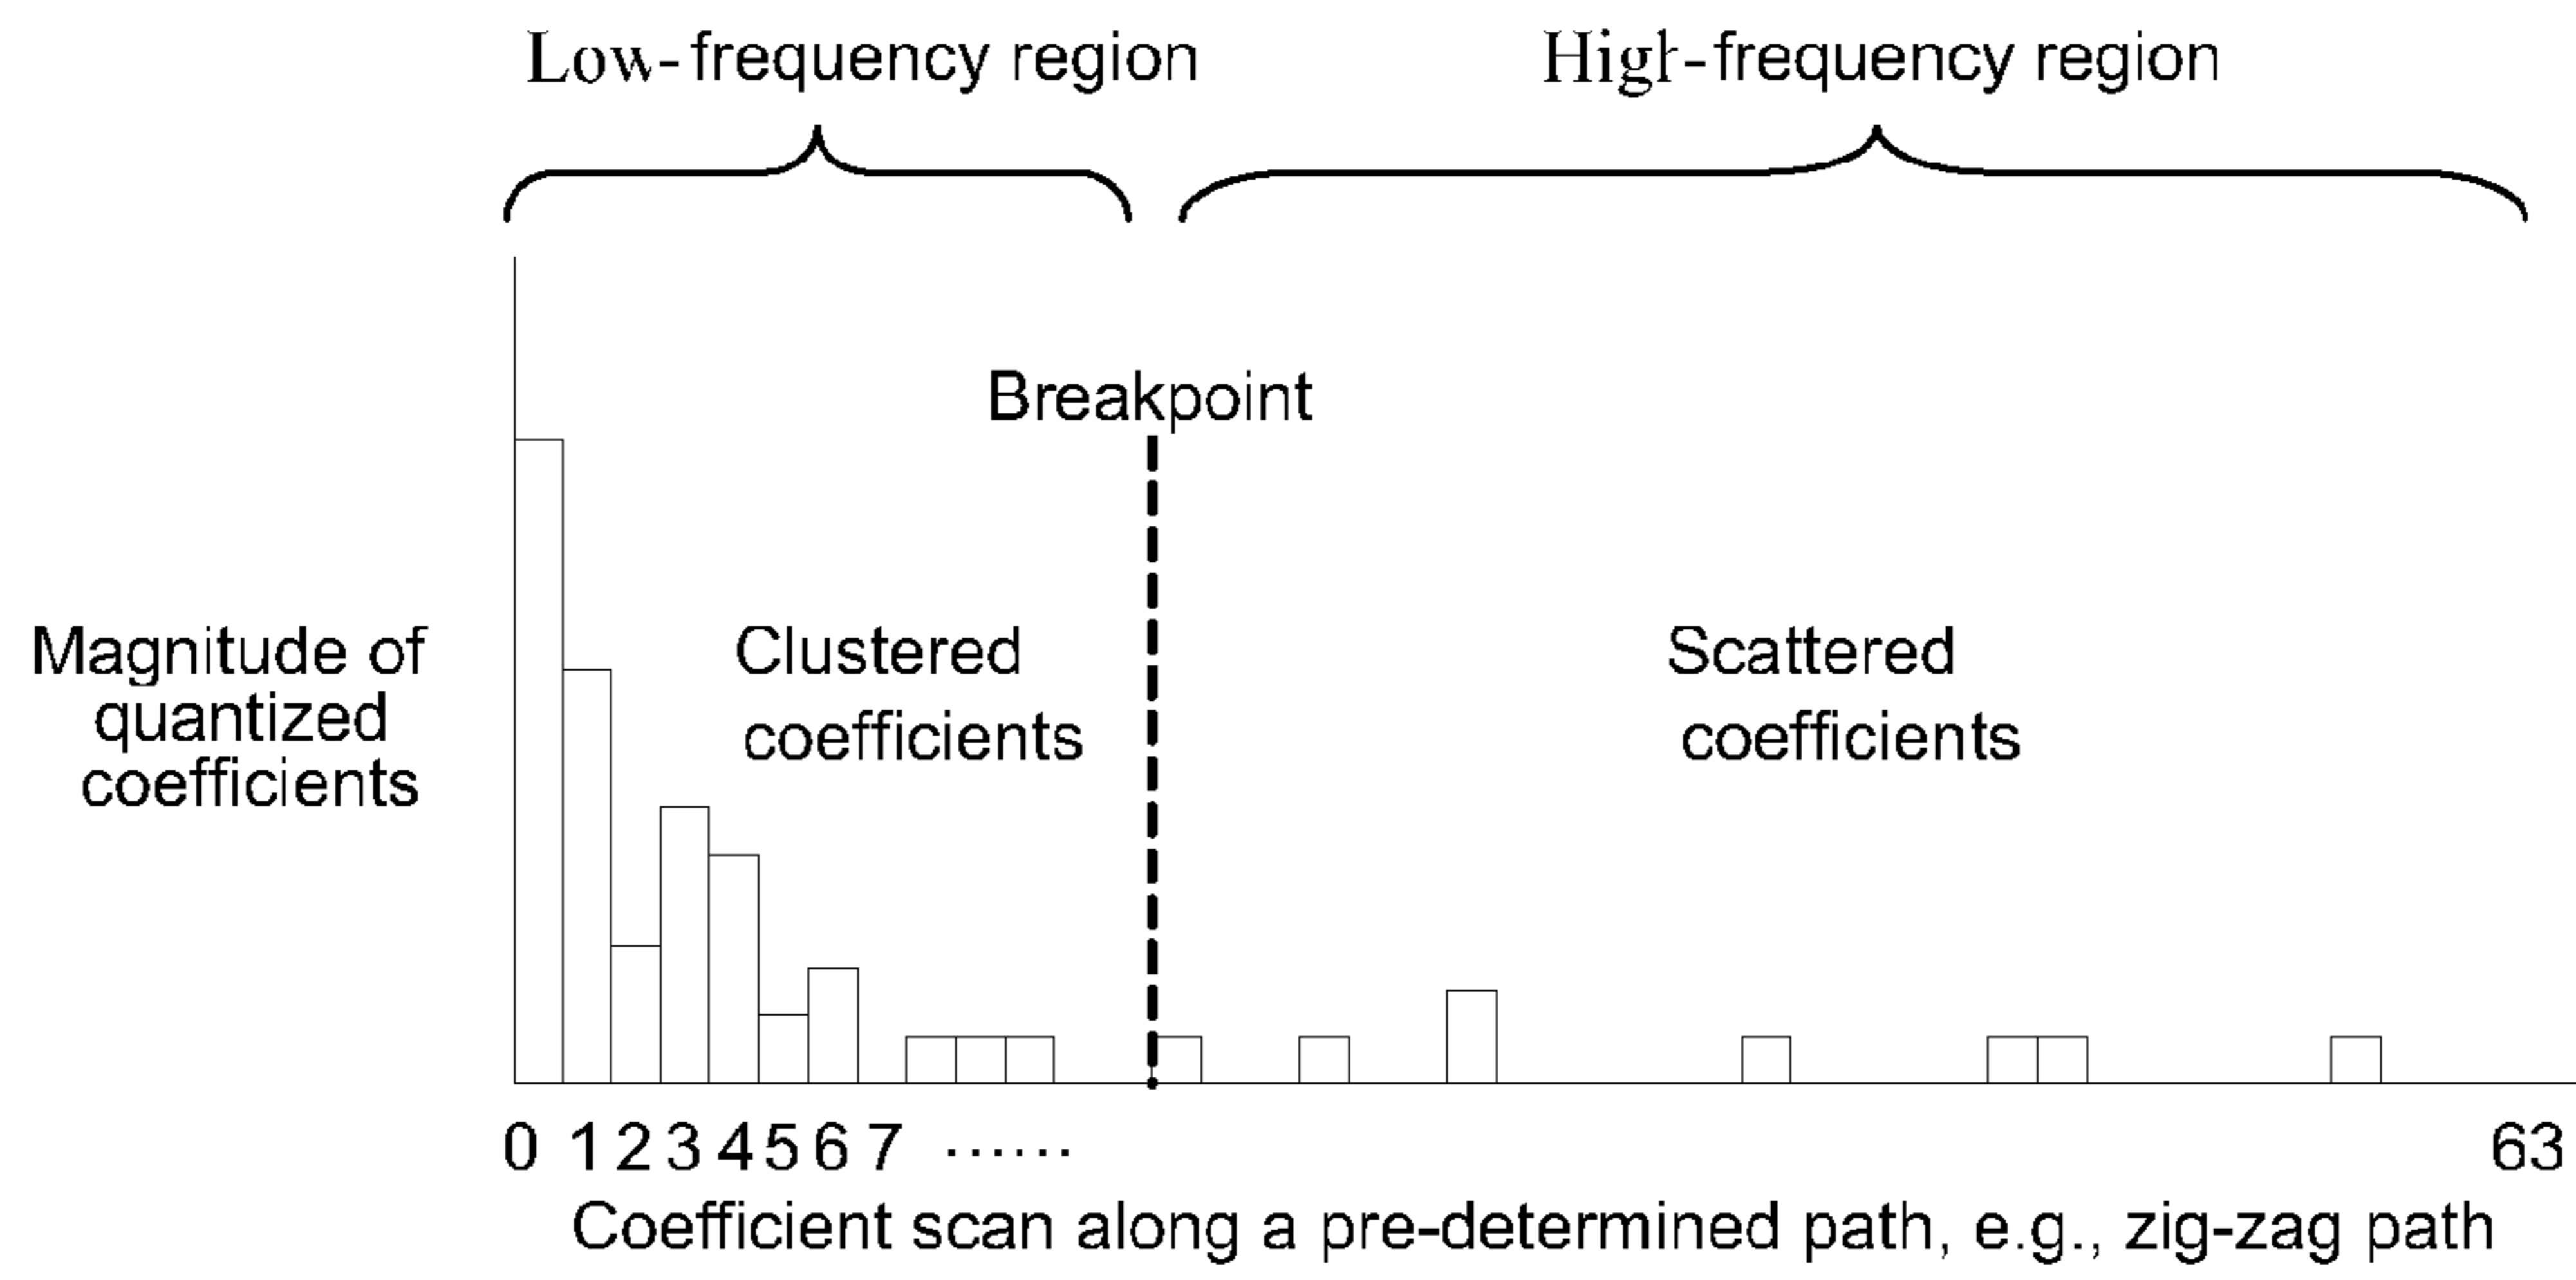 Low-frequency region
High-frequency region
Breakpoint
Magnitude of
quantized
coefficients
Clustered
coefficients
Scattered
coefficients
0 1 2 3 4 5 6 7 ...... 63
Coefficient scan along a pre-determined path, e.g., zig-zag path